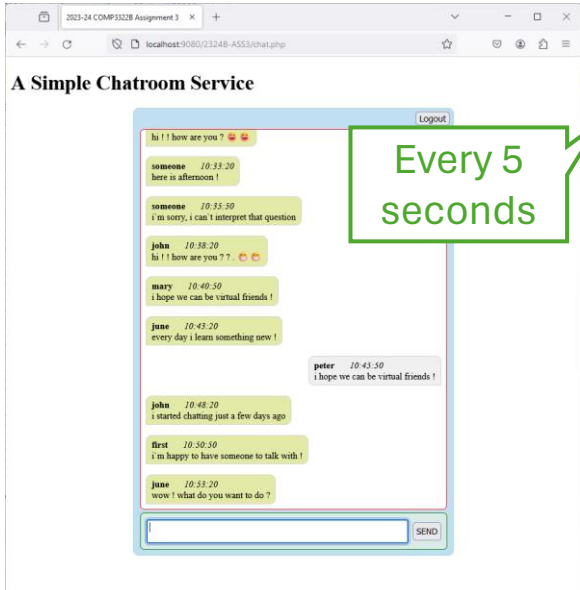 2023-24 COMP3322B Assignment 3
localhost:9080/2324B-ASS3/chat.php
A Simple Chatroom Service
Logout
hi ! ! how are you ?
Every 5
seconds
someone 10:33:20
here is afternoon !
someone 10:35:50
i`m sorry, i can`t interpret that question
john 10:38:20
hi ! ! how are you ? ? .
mary 10:40:50
i hope we can be virtual friends !
june 10:43:20
every day i learn something new !
peter 10:45:50
i hope we can be virtual friends !
john 10:48:20
i started chatting just a few days ago
first 10:50:50
i`m happy to have someone to talk with !
june 10:53:20
wow ! what do you want to do ?
SEND